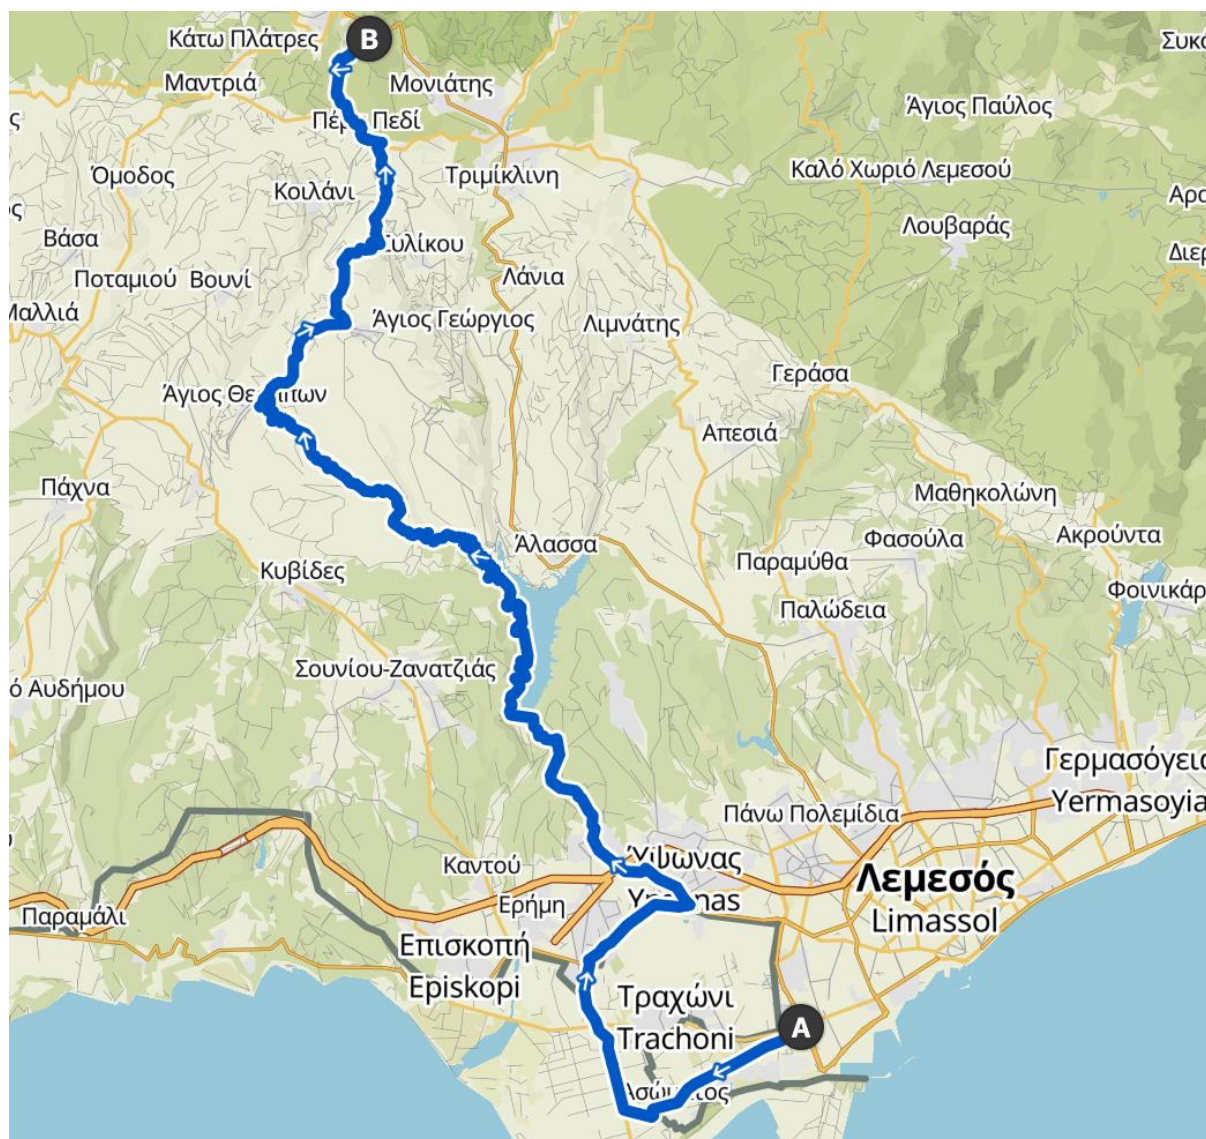 Κάτω Πλάτρες
B
Μαντριά
Μονιάτης
Άγιος Παύλος
Πέρα Πεδί
Καλό Χωριό Λεμεσού
Όμοδος
Κοιλάνι
Τριμίκλινη
Λουβαράς
Βάσα
Ποταμιού
Βουνί
Λάνια
Μαλλιά
Άγιος Γεώργιος
Λιμνάτης
Γεράσα
Απεσιά
Πάχνα
Μαθηκολώνη
Άλασσα
Φασούλα
Ακρούντα
Κυβίδες
Παραμύθα
Παλώδεια
Σουνίου-Ζανατζιάς
Γερμασόγεια
Yermasoyia
Πάνω Πολεμίδια
Καντού
Ύψωνας
Λεμεσός
Limassol
Ερήμη
Παραμάλι
Επισκοπή
Episkopi
Τραχώνι
Trachoni
A